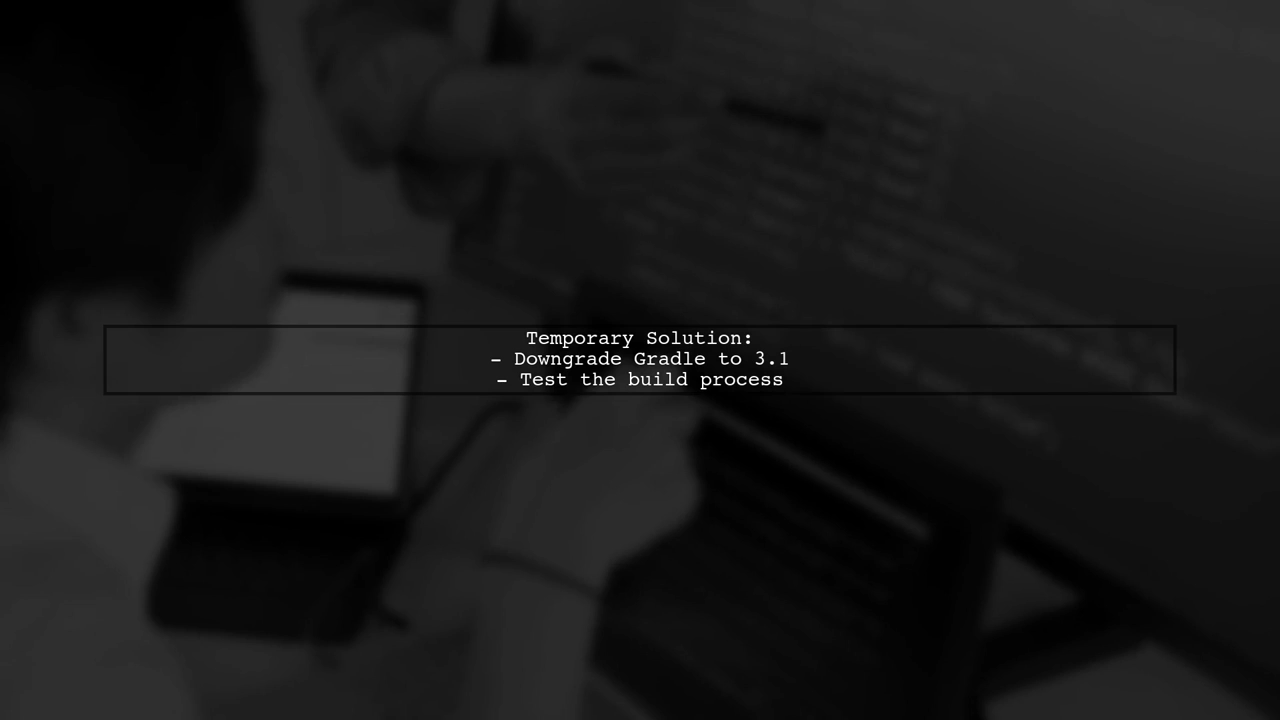 Temporary Solution:
- Downgrade Gradle to 3.1
- Test the build process